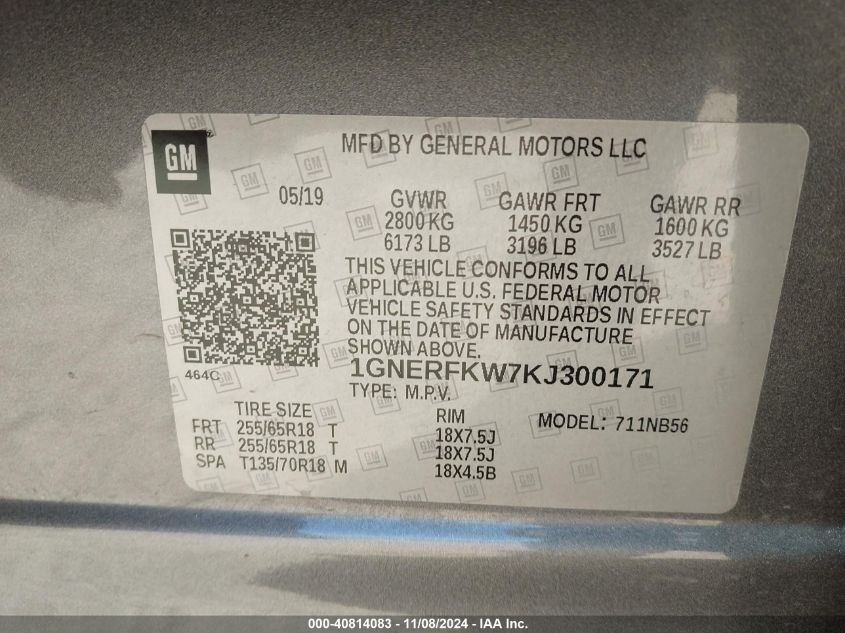 GM
MFD BY GENERAL MOTORS LLC
05/19
GVWR GAWR FRT GAWR RR
2800 KG 1450 KG 1600 KG
6173 LB 3196 LB 3527 LB
THIS VEHICLE CONFORMS TO ALL
APPLICABLE U.S. FEDERAL MOTOR
VEHICLE SAFETY STANDARDS IN EFFECT
ON THE DATE OF MANUFACTURE
SHOWN ABOVE.
464C
1GNERFKW7KJ300171
TYPE: M.P.V.
TIRE SIZE RIM MODEL: 711NB56
FRT 255/65R18 T 18X7.5J
RR 255/65R18 T 18X7.5J
SPA T135/70R18 M 18X4.5B
000-40814083 - 11/08/2024 - IAA Inc.